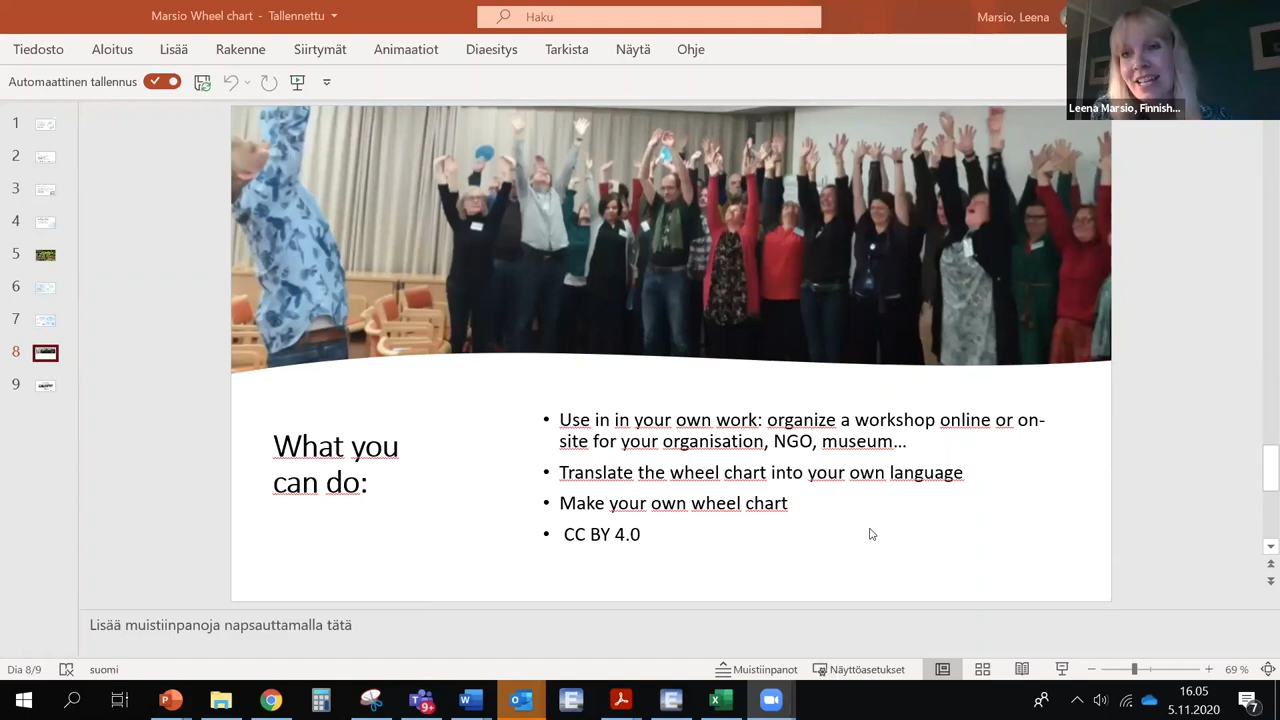 Marsio Wheel chart - Tallennettu
Haku
Marsio, Leena
Tiedosto Aloitus Lisää Rakenne Siirtymät Animaatiot Diaesitys Tarkista Näytä Ohje
Automaattinen tallennus
Leena Marsio, Finnish...
1
2
3
4
5
6
7
8
9
What you
can do:
• Use in in your own work: organize a workshop online or on-
site for your organisation, NGO, museum...
• Translate the wheel chart into your own language
• Make your own wheel chart
• CC BY 4.0
Lisää muistiinpanoja napsauttamalla tätä
Dia 8/9 suomi Muistiinpanot Näyttöasetukset 69 %
9+
16.05
5.11.2020
7